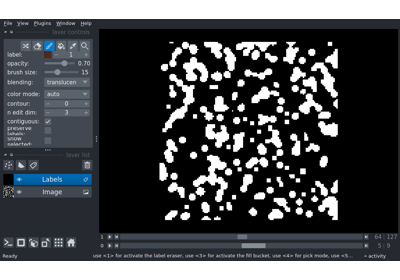 File View Plugins Window Help
layer controls
label: 1
opacity: 0.70
brush size: 15
blending: translucen
color mode: auto
contour: 0
n edit dim: 3
contiguous:
preserve labels:
show selected:
layer list
Labels
Image
1 64 127
0 5 9
Ready use <1> for activate the label eraser, use <3> for activate the fill bucket, use <4> for pick mode, use <5... activity